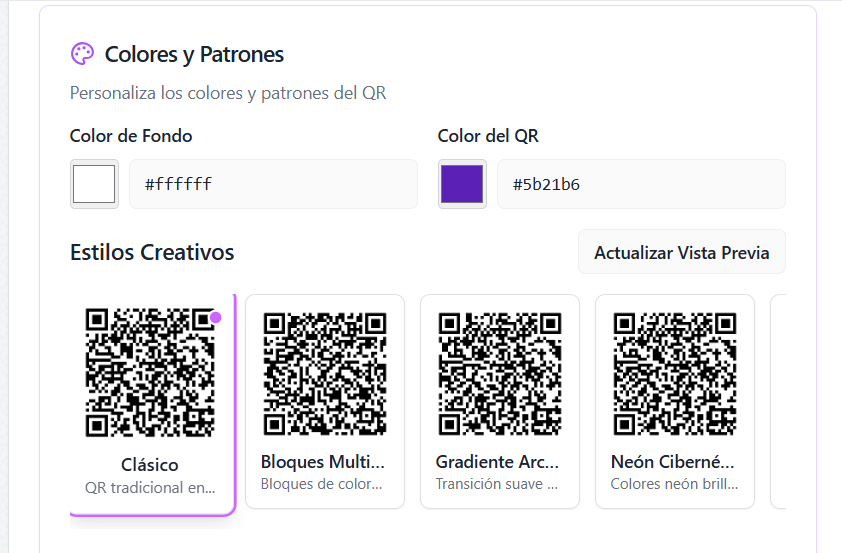 Colores y Patrones
Personaliza los colores y patrones del QR
Color de Fondo
Color del QR
#ffffff
#5b21b6
Estilos Creativos
Actualizar Vista Previa
Clásico
QR tradicional en...
Bloques Multi...
Bloques de color...
Gradiente Arc...
Transición suave ...
Neón Ciberné...
Colores neón brill...